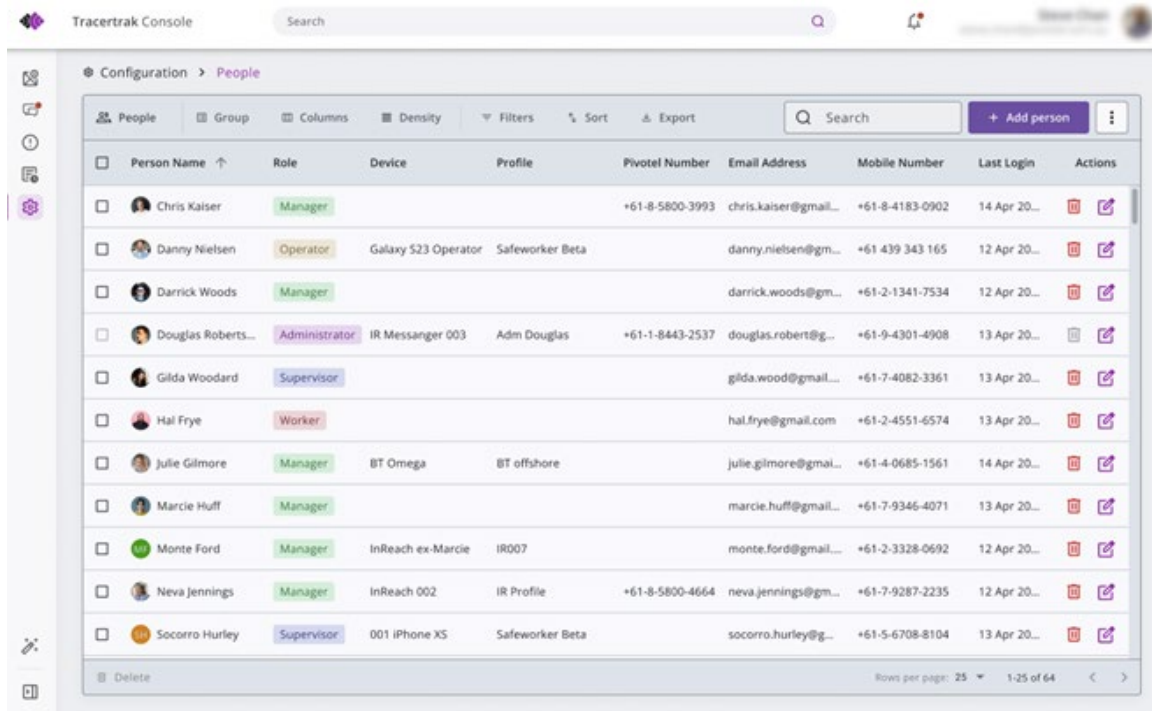 Tracertrak Console Search
Configuration > People
People Group Columns Density Filters Sort Export Search + Add person
Person Name ↑ Role Device Profile Pivotel Number Email Address Mobile Number Last Login Actions
Chris Kaiser Manager +61-8-5800-3993 chris.kaiser@gmail... +61-8-4183-0902 14 Apr 20...
Danny Nielsen Operator Galaxy S23 Operator Safeworker Beta danny.nielsen@gm... +61 439 343 165 12 Apr 20...
Darrick Woods Manager darrick.woods@gm... +61-2-1341-7534 12 Apr 20...
Douglas Roberts... Administrator IR Messanger 003 Adm Douglas +61-1-8443-2537 douglas.robert@g... +61-9-4301-4908 13 Apr 20...
Gilda Woodard Supervisor gilda.wood@gmail.... +61-7-4082-3361 13 Apr 20...
Hal Frye Worker hal.frye@gmail.com +61-2-4551-6574 13 Apr 20...
Julie Gilmore Manager BT Omega BT offshore julie.gilmore@gmai... +61-4-0685-1561 14 Apr 20...
Marcie Huff Manager marcie.huff@gmail... +61-7-9346-4071 13 Apr 20...
MF Monte Ford Manager InReach ex-Marcie IR007 monte.ford@gmail.... +61-2-3328-0692 12 Apr 20...
Neva Jennings Manager InReach 002 IR Profile +61-8-5800-4664 neva.jennings@gm... +61-7-9287-2235 12 Apr 20...
SH Socorro Hurley Supervisor 001 iPhone XS Safeworker Beta socorro.hurley@g... +61-5-6708-8104 13 Apr 20...
Delete Rows per page: 25 1-25 of 64 < >